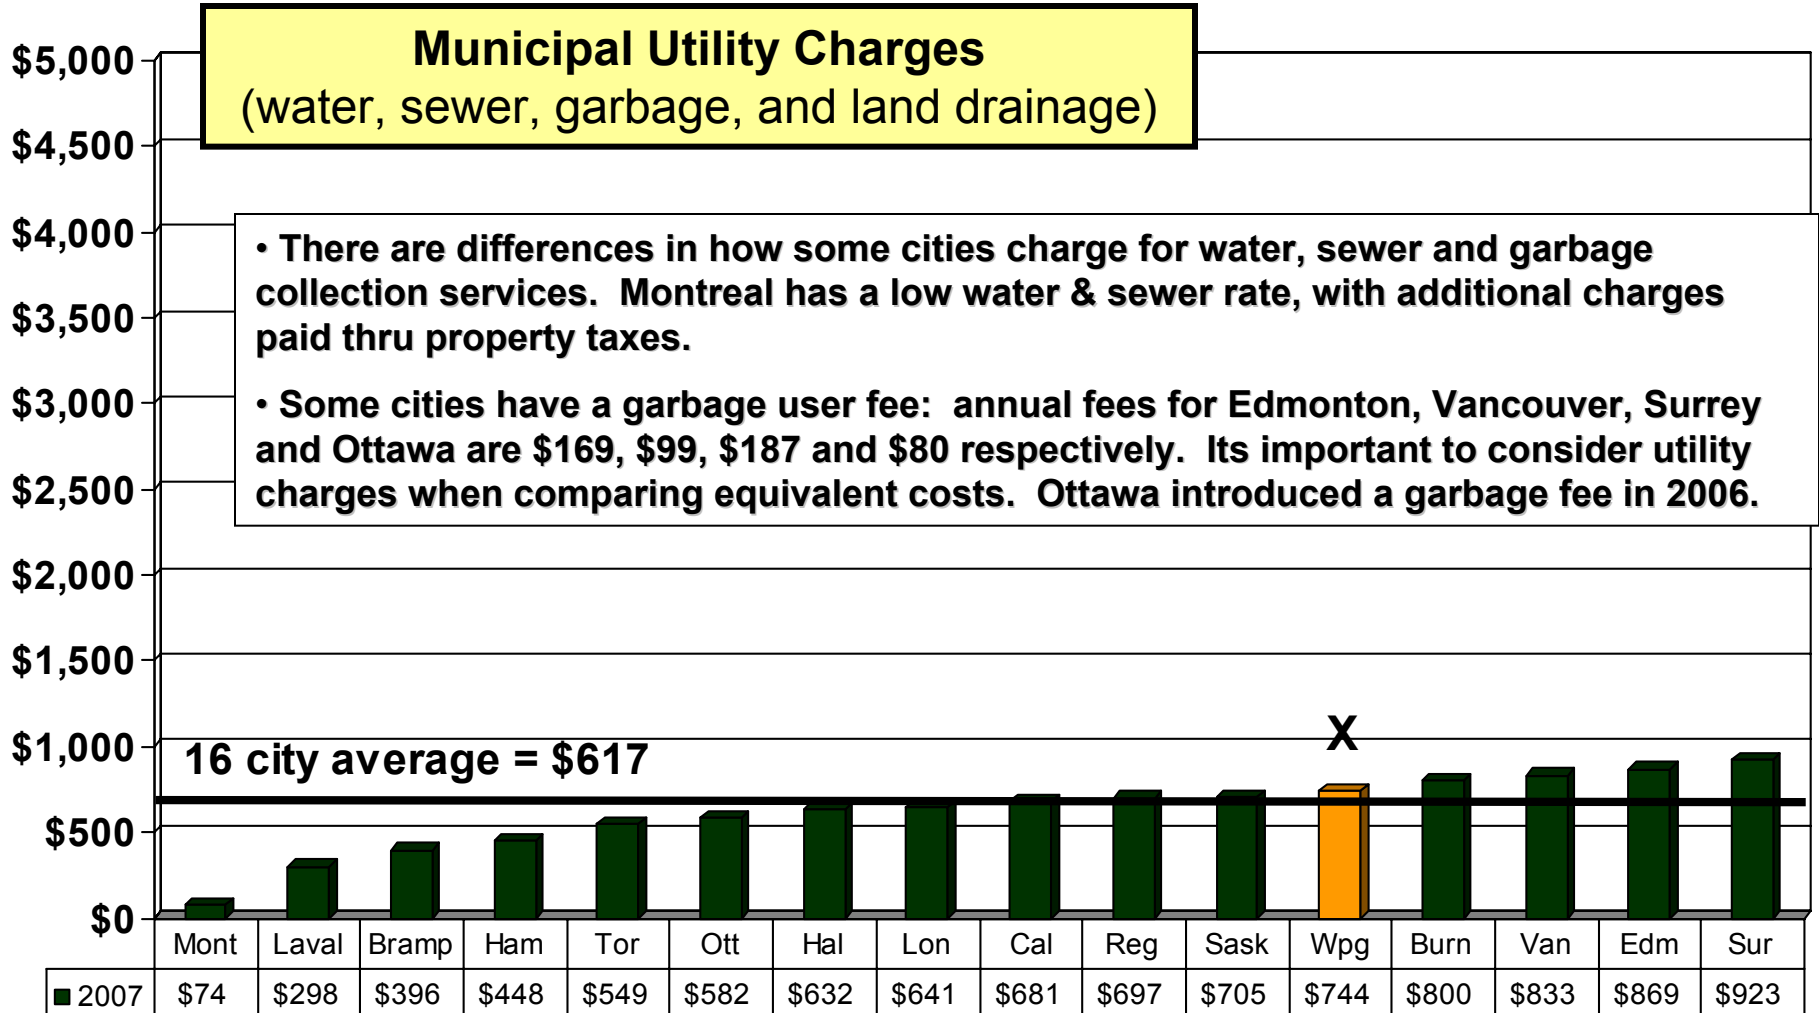 Municipal Utility Charges
(water, sewer, garbage, and land drainage)
$5,000
$4,500
$4,000
$3,500
$3,000
$2,500
$2,000
$1,500
$1,000
$500
$0
• There are differences in how some cities charge for water, sewer and garbage
collection services.  Montreal has a low water & sewer rate, with additional charges
paid thru property taxes.
• Some cities have a garbage user fee:  annual fees for Edmonton, Vancouver, Surrey
and Ottawa are $169, $99, $187 and $80 respectively.  Its important to consider utility
charges when comparing equivalent costs.  Ottawa introduced a garbage fee in 2006.
X
16 city average = $617
Mont Laval Bramp Ham Tor Ott Hal Lon Cal Reg Sask Wpg Burn Van Edm Sur
2007 $74 $298 $396 $448 $549 $582 $632 $641 $681 $697 $705 $744 $800 $833 $869 $923